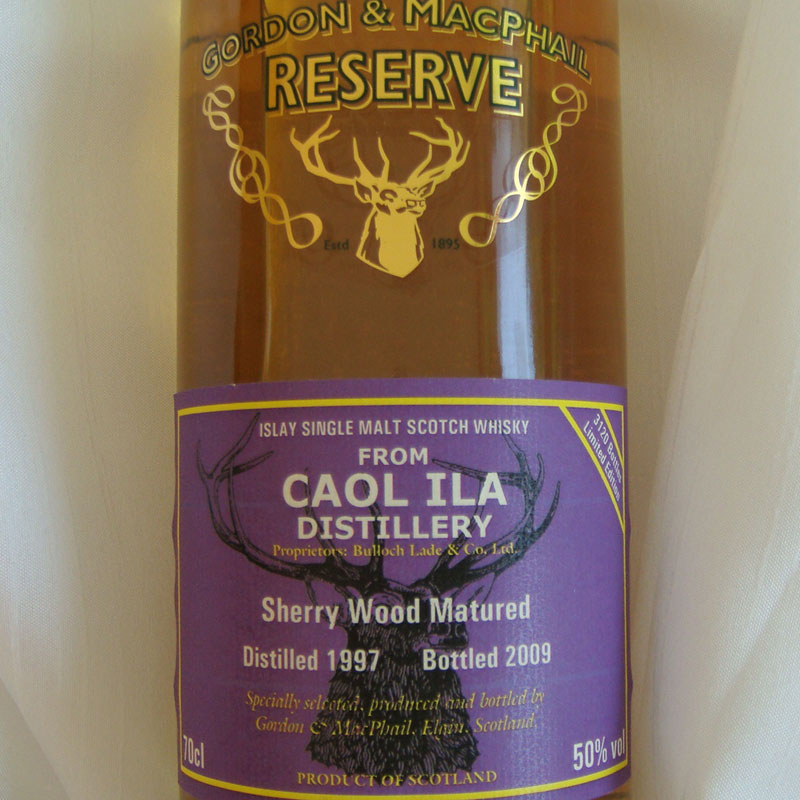 GORDON & MACPHAIL
RESERVE
Estd 1895
ISLAY SINGLE MALT SCOTCH WHISKY
3120 Bottles
Limited Edition
FROM
CAOL ILA
DISTILLERY
Proprietors: Bulloch Lade & Co, Ltd.
Sherry Wood Matured
Distilled 1997 Bottled 2009
Specially selected, produced and bottled by
Gordon & MacPhail, Elgin, Scotland.
70cl
50% vol
PRODUCT OF SCOTLAND